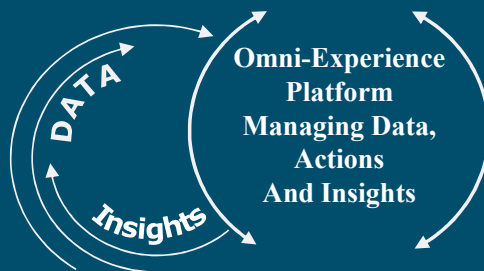 DATA
Insights
Omni-Experience
Platform
Managing Data,
Actions
And Insights